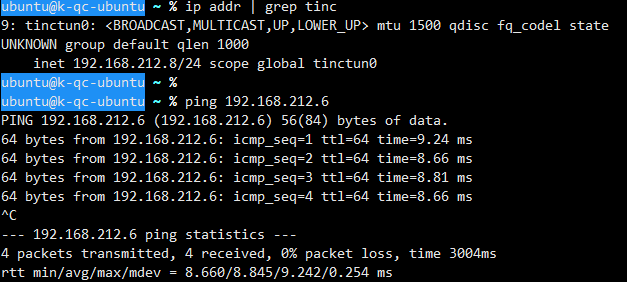 ubuntu@k-qc-ubuntu ~ % ip addr | grep tinc
9: tinctun0: <BROADCAST,MULTICAST,UP,LOWER_UP> mtu 1500 qdisc fq_codel state
UNKNOWN group default qlen 1000
    inet 192.168.212.8/24 scope global tinctun0
ubuntu@k-qc-ubuntu ~ %
ubuntu@k-qc-ubuntu ~ % ping 192.168.212.6
PING 192.168.212.6 (192.168.212.6) 56(84) bytes of data.
64 bytes from 192.168.212.6: icmp_seq=1 ttl=64 time=9.24 ms
64 bytes from 192.168.212.6: icmp_seq=2 ttl=64 time=8.66 ms
64 bytes from 192.168.212.6: icmp_seq=3 ttl=64 time=8.81 ms
64 bytes from 192.168.212.6: icmp_seq=4 ttl=64 time=8.66 ms
^C
--- 192.168.212.6 ping statistics ---
4 packets transmitted, 4 received, 0% packet loss, time 3004ms
rtt min/avg/max/mdev = 8.660/8.845/9.242/0.254 ms